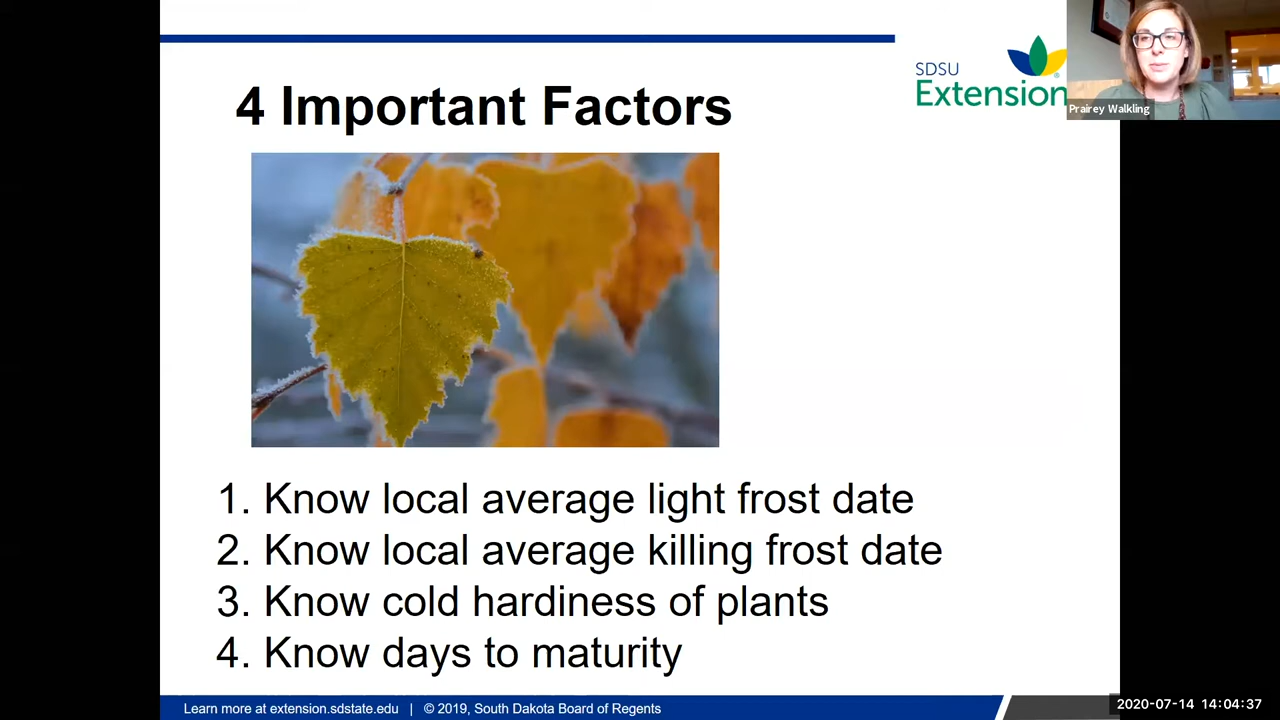 4 Important Factors
SDSU
Extension
Prairey Walkling
1. Know local average light frost date
2. Know local average killing frost date
3. Know cold hardiness of plants
4. Know days to maturity
Learn more at extension.sdstate.edu | © 2019, South Dakota Board of Regents
2020-07-14 14:04:37